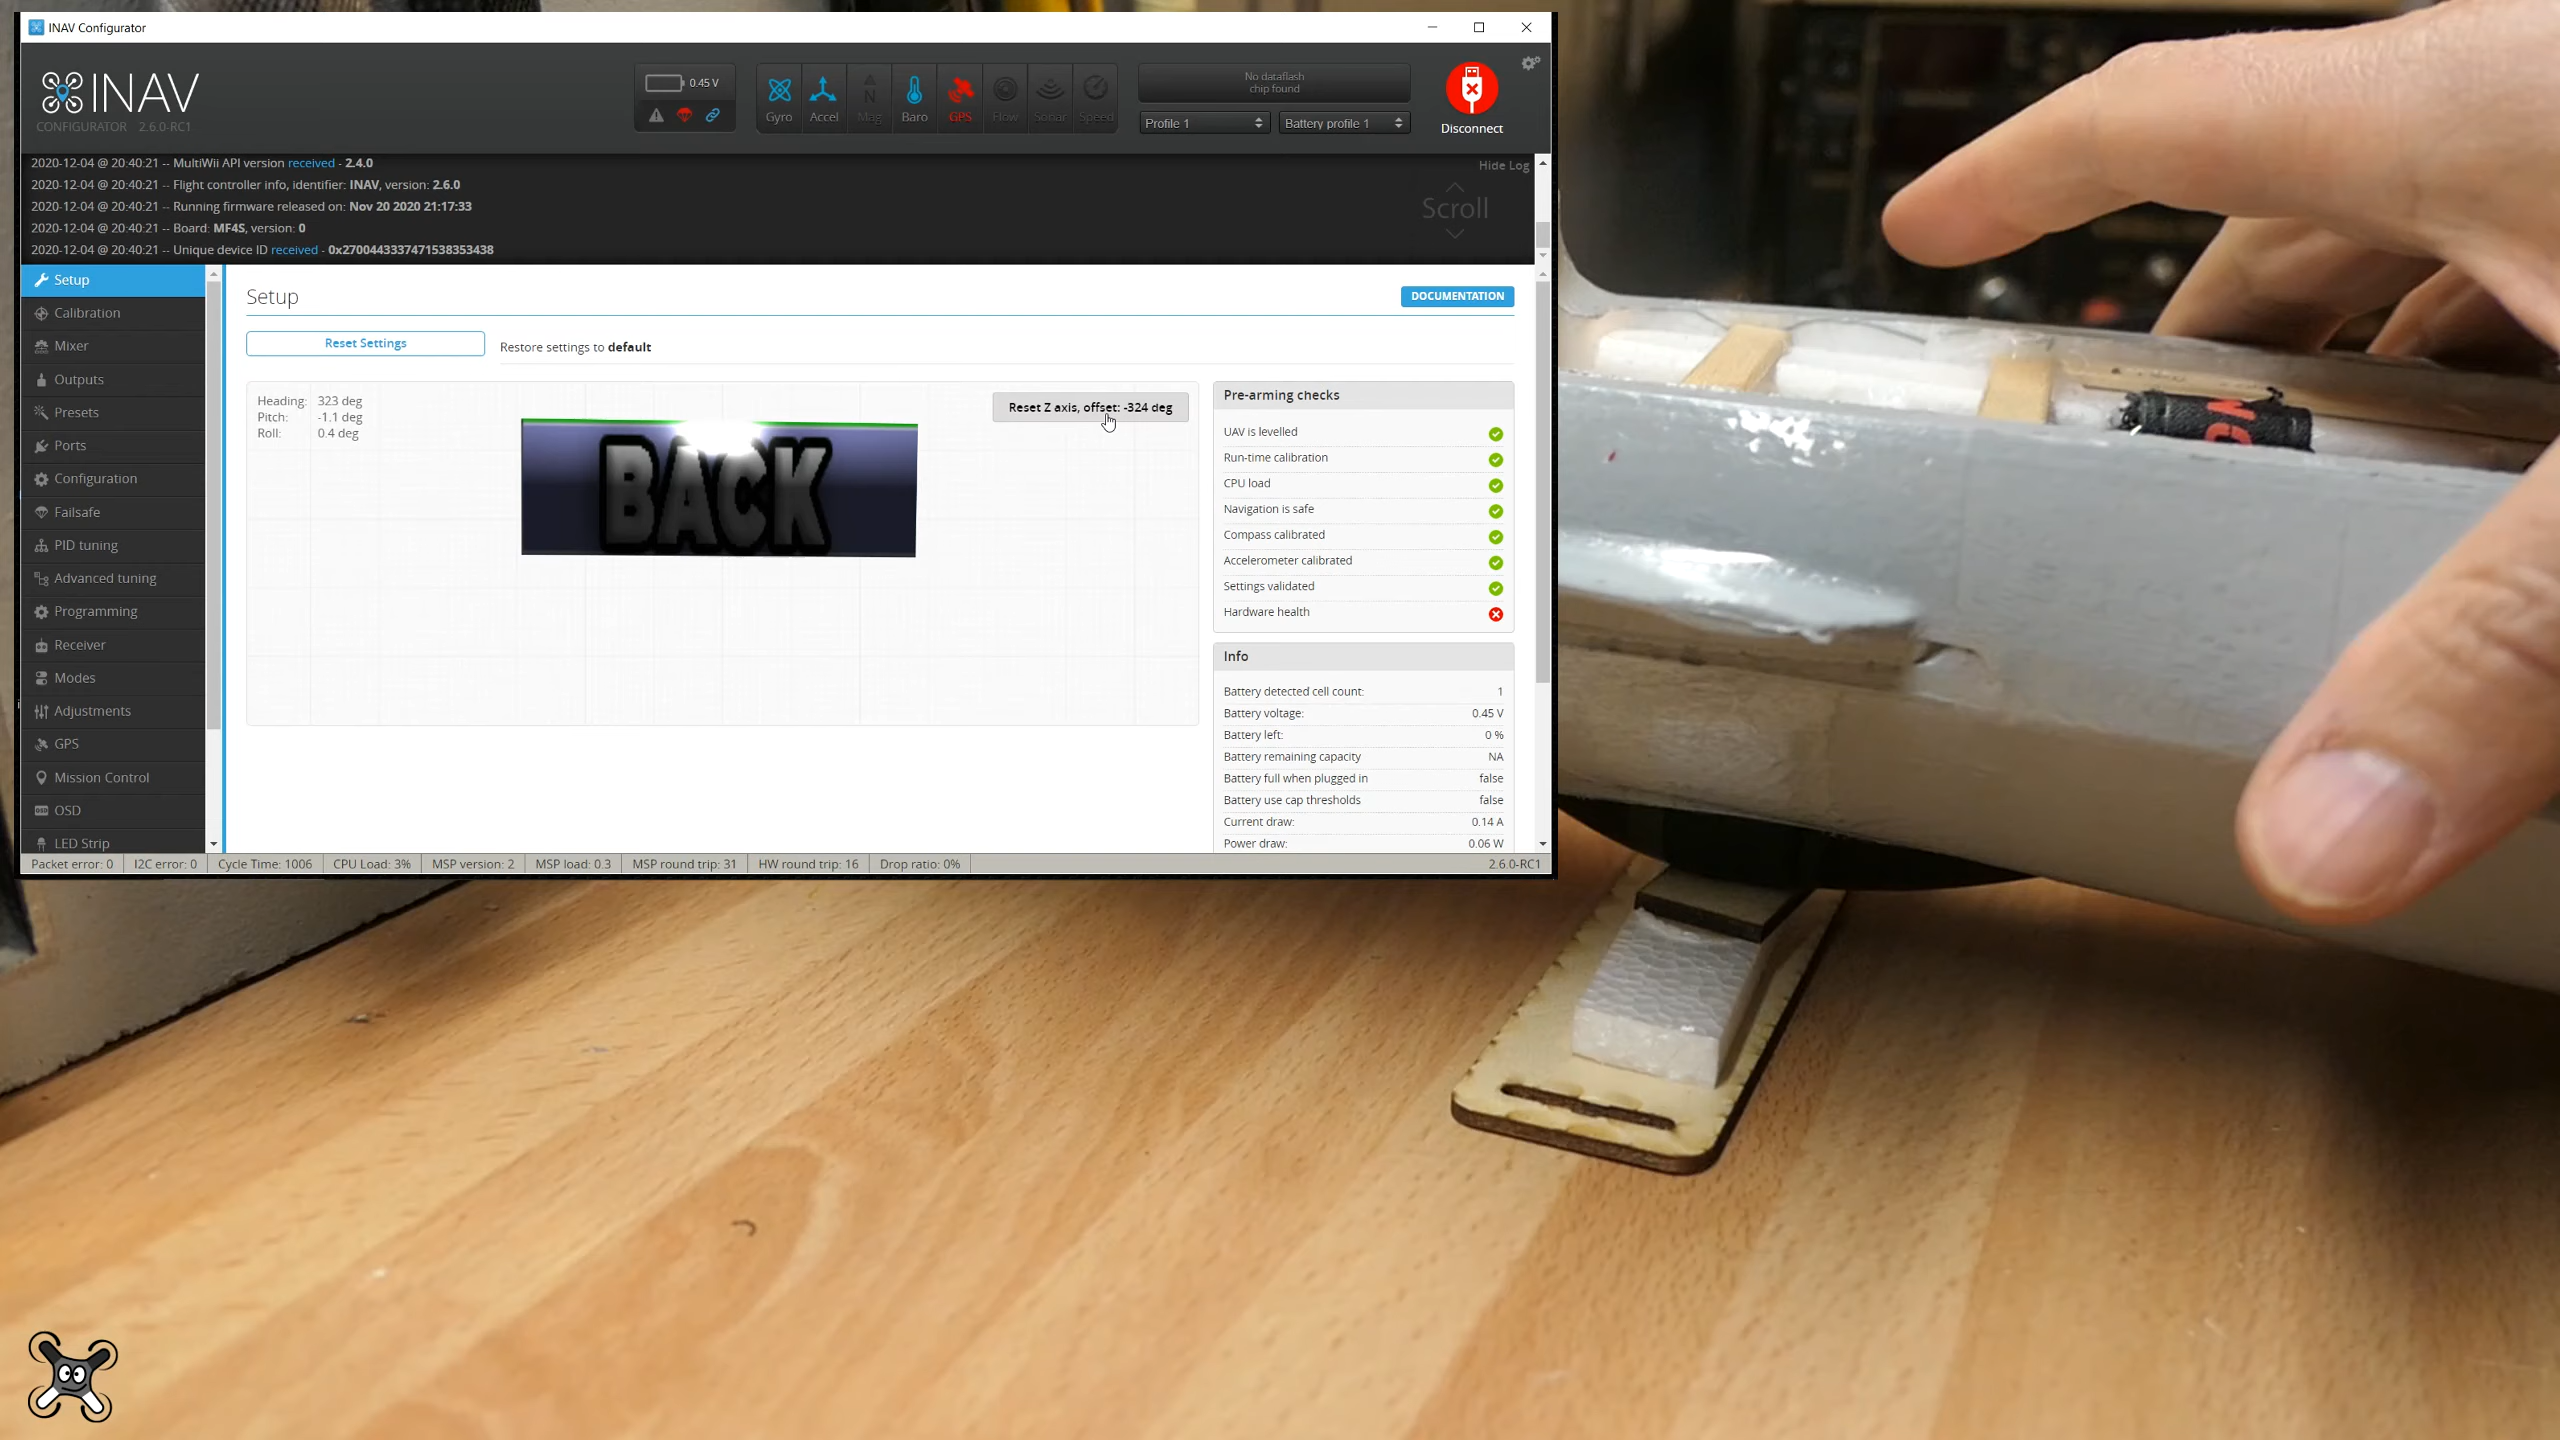 INAV Configurator
INAV
CONFIGURATOR 2.6.0-RC1
0.45 V
Gyro Accel Mag Baro GPS Flow Sonar Speed
No dataflash
chip found
Profile 1
Battery profile 1
Disconnect
2020-12-04 @ 20:40:21 -- MultiWii API version received - 2.4.0
2020-12-04 @ 20:40:21 -- Flight controller info, identifier: INAV, version: 2.6.0
2020-12-04 @ 20:40:21 -- Running firmware released on: Nov 20 2020 21:17:33
2020-12-04 @ 20:40:21 -- Board: MF4S, version: 0
2020-12-04 @ 20:40:21 -- Unique device ID received - 0x2700443337471538353438
Hide Log
Scroll
Setup
Calibration
Mixer
Outputs
Presets
Ports
Configuration
Failsafe
PID tuning
Advanced tuning
Programming
Receiver
Modes
Adjustments
GPS
Mission Control
OSD
LED Strip
Setup
DOCUMENTATION
Reset Settings
Restore settings to default
Heading: 323 deg
Pitch: -1.1 deg
Roll: 0.4 deg
Reset Z axis, offset: -324 deg
BACK
Pre-arming checks
UAV is levelled
Run-time calibration
CPU load
Navigation is safe
Compass calibrated
Accelerometer calibrated
Settings validated
Hardware health
Info
Battery detected cell count: 1
Battery voltage: 0.45 V
Battery left: 0 %
Battery remaining capacity NA
Battery full when plugged in false
Battery use cap thresholds false
Current draw: 0.14 A
Power draw: 0.06 W
Packet error: 0 I2C error: 0 Cycle Time: 1006 CPU Load: 3% MSP version: 2 MSP load: 0.3 MSP round trip: 31 HW round trip: 16 Drop ratio: 0% 2.6.0-RC1